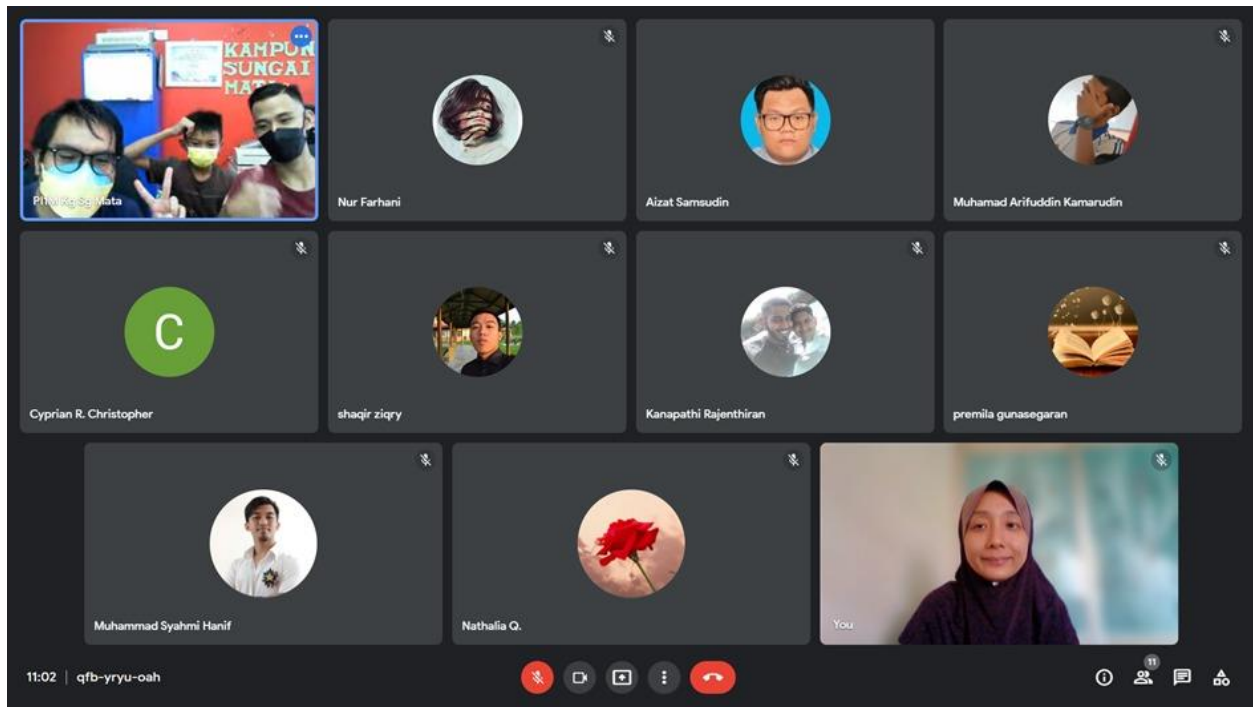 KAMPUN
SUNGAI
MATA
PI1M Kg Sg Mata
Nur Farhani
Aizat Samsudin
Muhamad Arifuddin Kamarudin
C
Cyprian R. Christopher
shaqir ziqry
Kanapathi Rajenthiran
premila gunasegaran
Muhammad Syahmi Hanif
Nathalia Q.
You
11:02 | qfb-yryu-oah
11